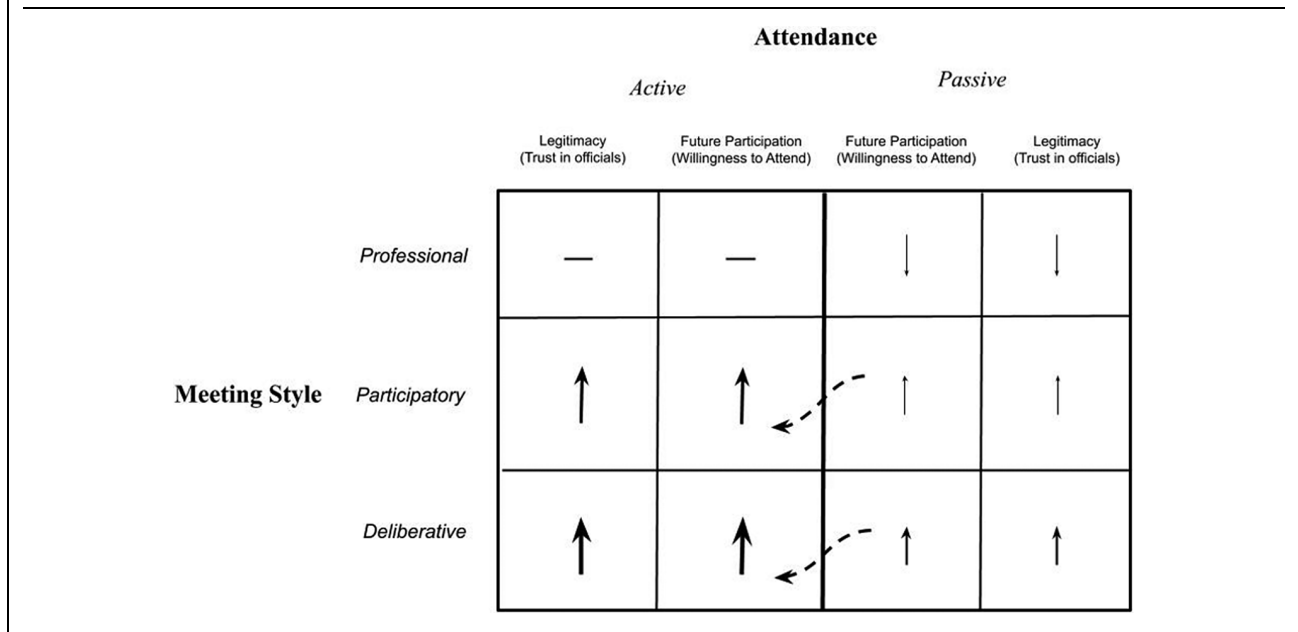 Attendance
Active
Passive
Legitimacy
(Trust in officials)
Future Participation
(Willingness to Attend)
Future Participation
(Willingness to Attend)
Legitimacy
(Trust in officials)
Professional
Meeting Style
Participatory
Deliberative